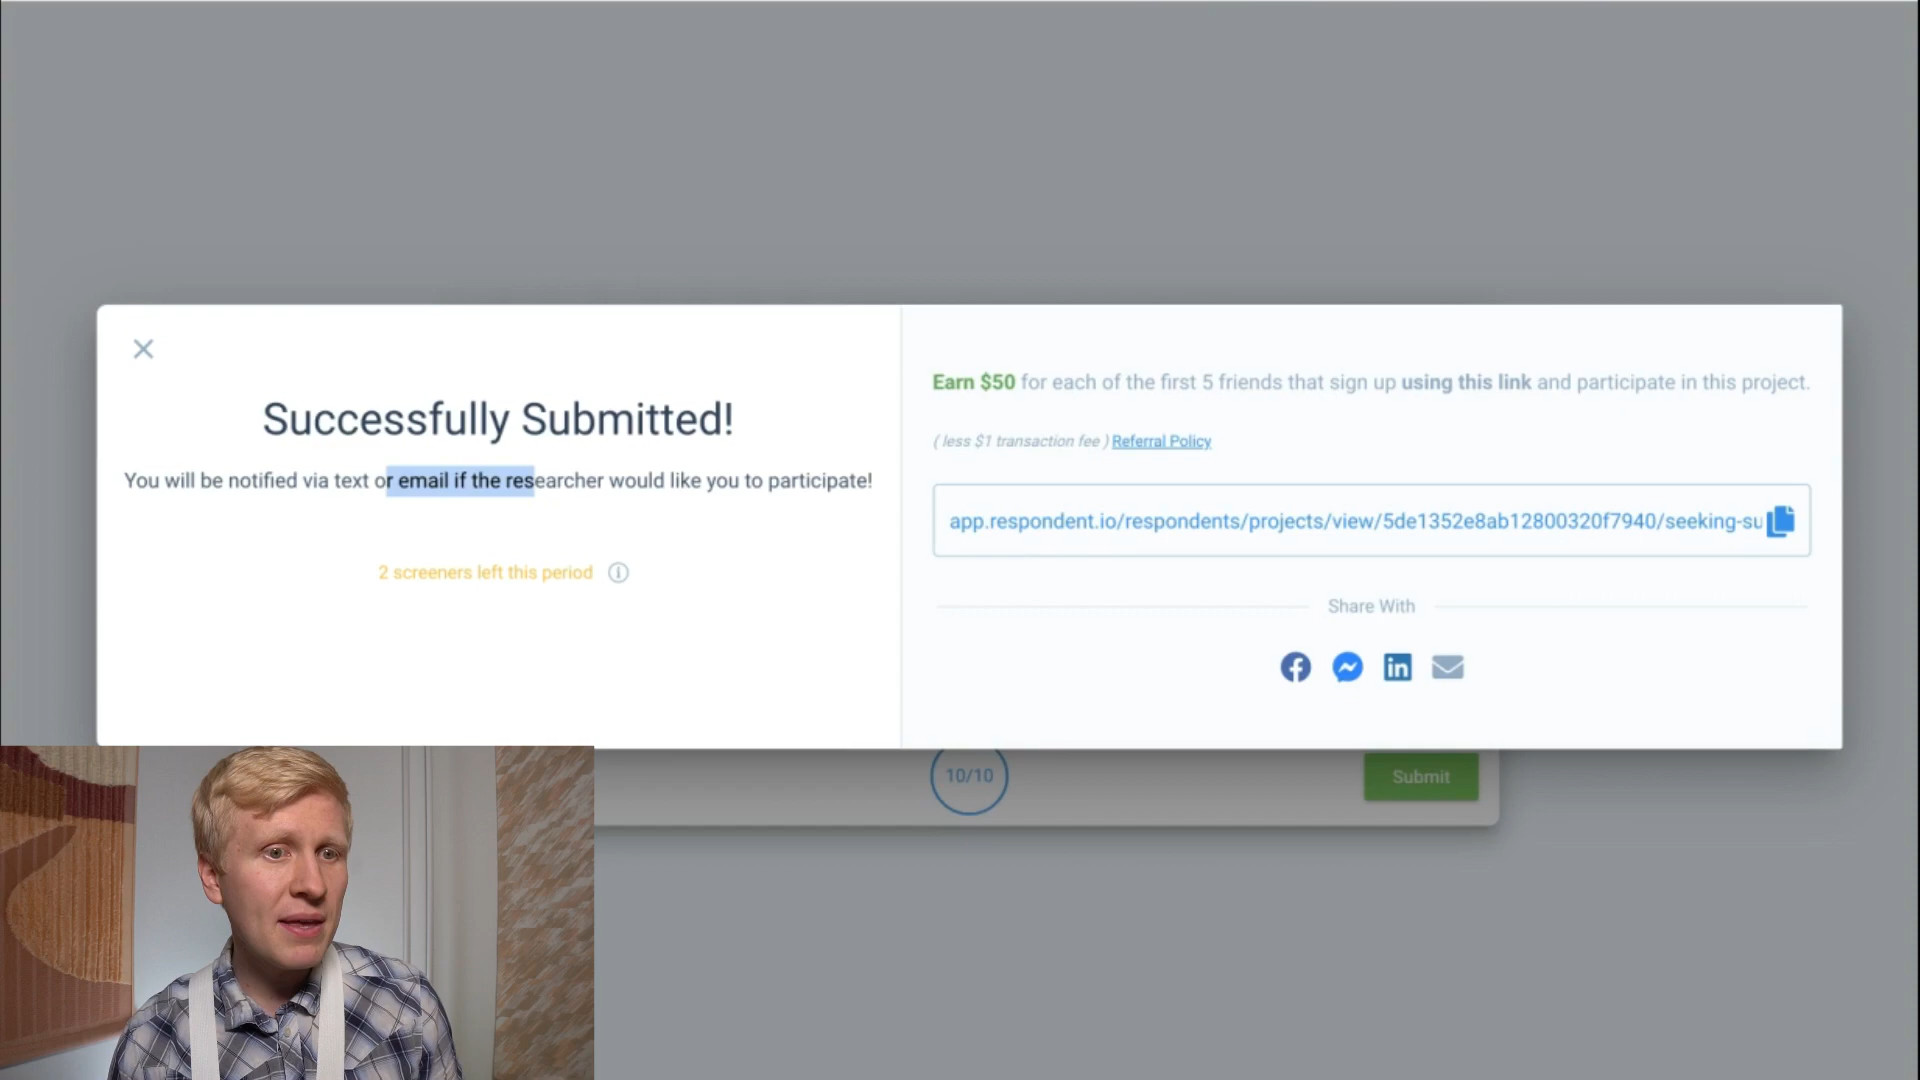 Successfully Submitted!
You will be notified via text or email if the researcher would like you to participate!
2 screeners left this period
Earn $50 for each of the first 5 friends that sign up using this link and participate in this project.
( less $1 transaction fee ) Referral Policy
app.respondent.io/respondents/projects/view/5de1352e8ab12800320f7940/seeking-su
Share With
10/10
Submit